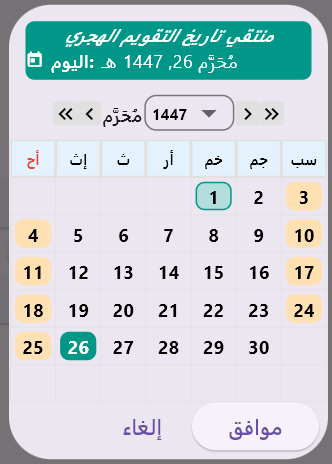 منتقي تاريخ التقويم الهجري
اليوم: مُحَرَّم 26, 1447 هـ
« ‹ مُحَرَّم 1447 › »
أح إث ث أر خم جم سب
1 2 3
4 5 6 7 8 9 10
11 12 13 14 15 16 17
18 19 20 21 22 23 24
25 26 27 28 29 30
إلغاء موافق